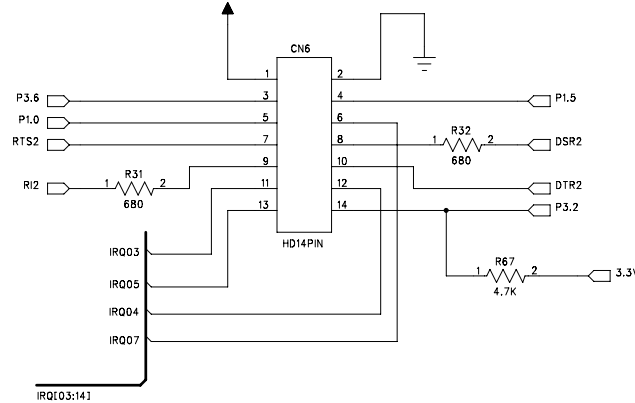 CN6
1 2
P3.6 3 4 P1.5
P1.0 5 6
RTS2 7 8 1 R32 2 DSR2
680
R31
9 10
RI2 1 2 11 12 DTR2
680
13 14 P3.2
HD14PIN
IRQ03
R67
1 2 3.3V
IRQ05
4.7K
IRQ04
IRQ07
IRQ[03:14]